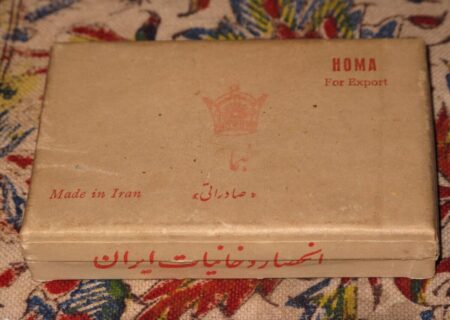 HOMA
For Export
هما
Made in Iran
«صادراتی»
انحصار دخانیات ایران